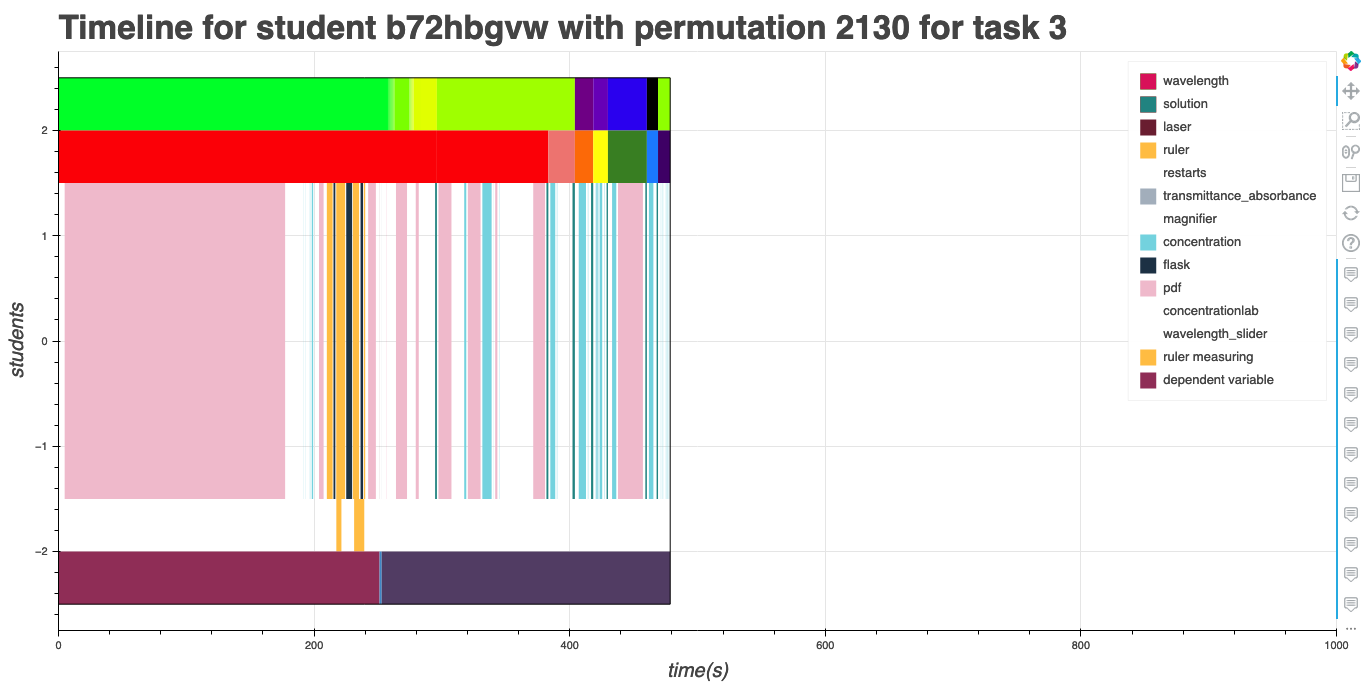 Timeline for student b72hbgvw with permutation 2130 for task 3
wavelength
solution
laser
ruler
restarts
transmittance_absorbance
magnifier
concentration
flask
pdf
concentrationlab
wavelength_slider
ruler measuring
dependent variable
students
2
1
0
−1
−2
0
200
400
600
800
1000
time(s)